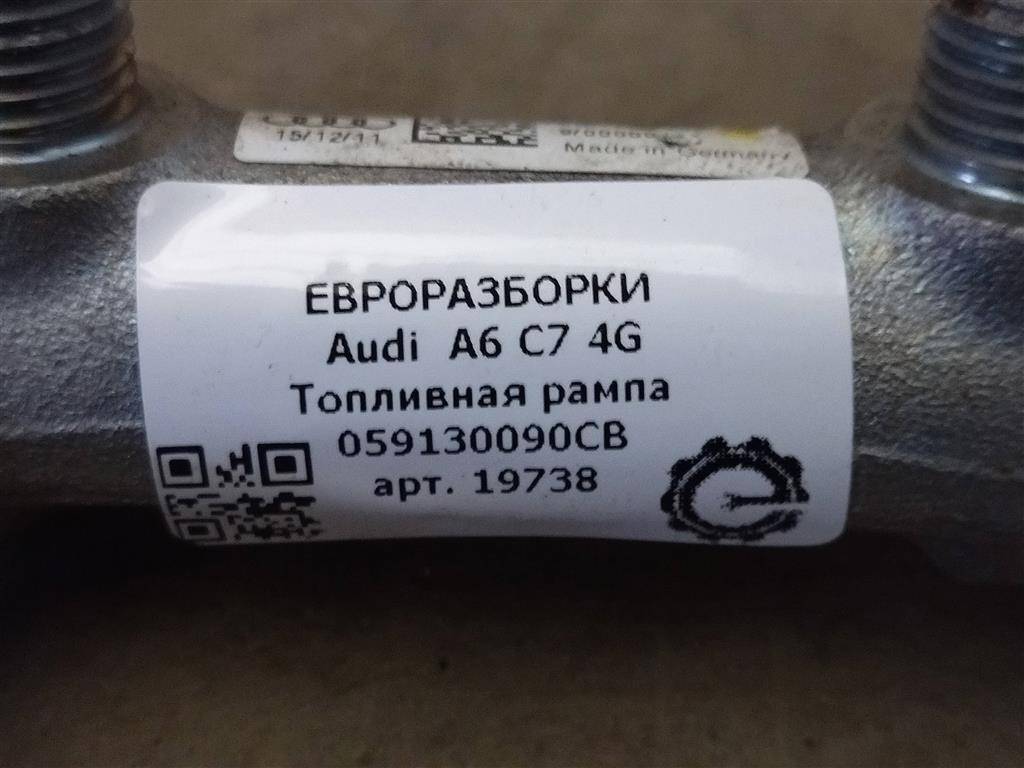 15/12/11
Made in Germany
ЕВРОРАЗБОРКИ
Audi A6 C7 4G
Топливная рампа
059130090CB
арт. 19738